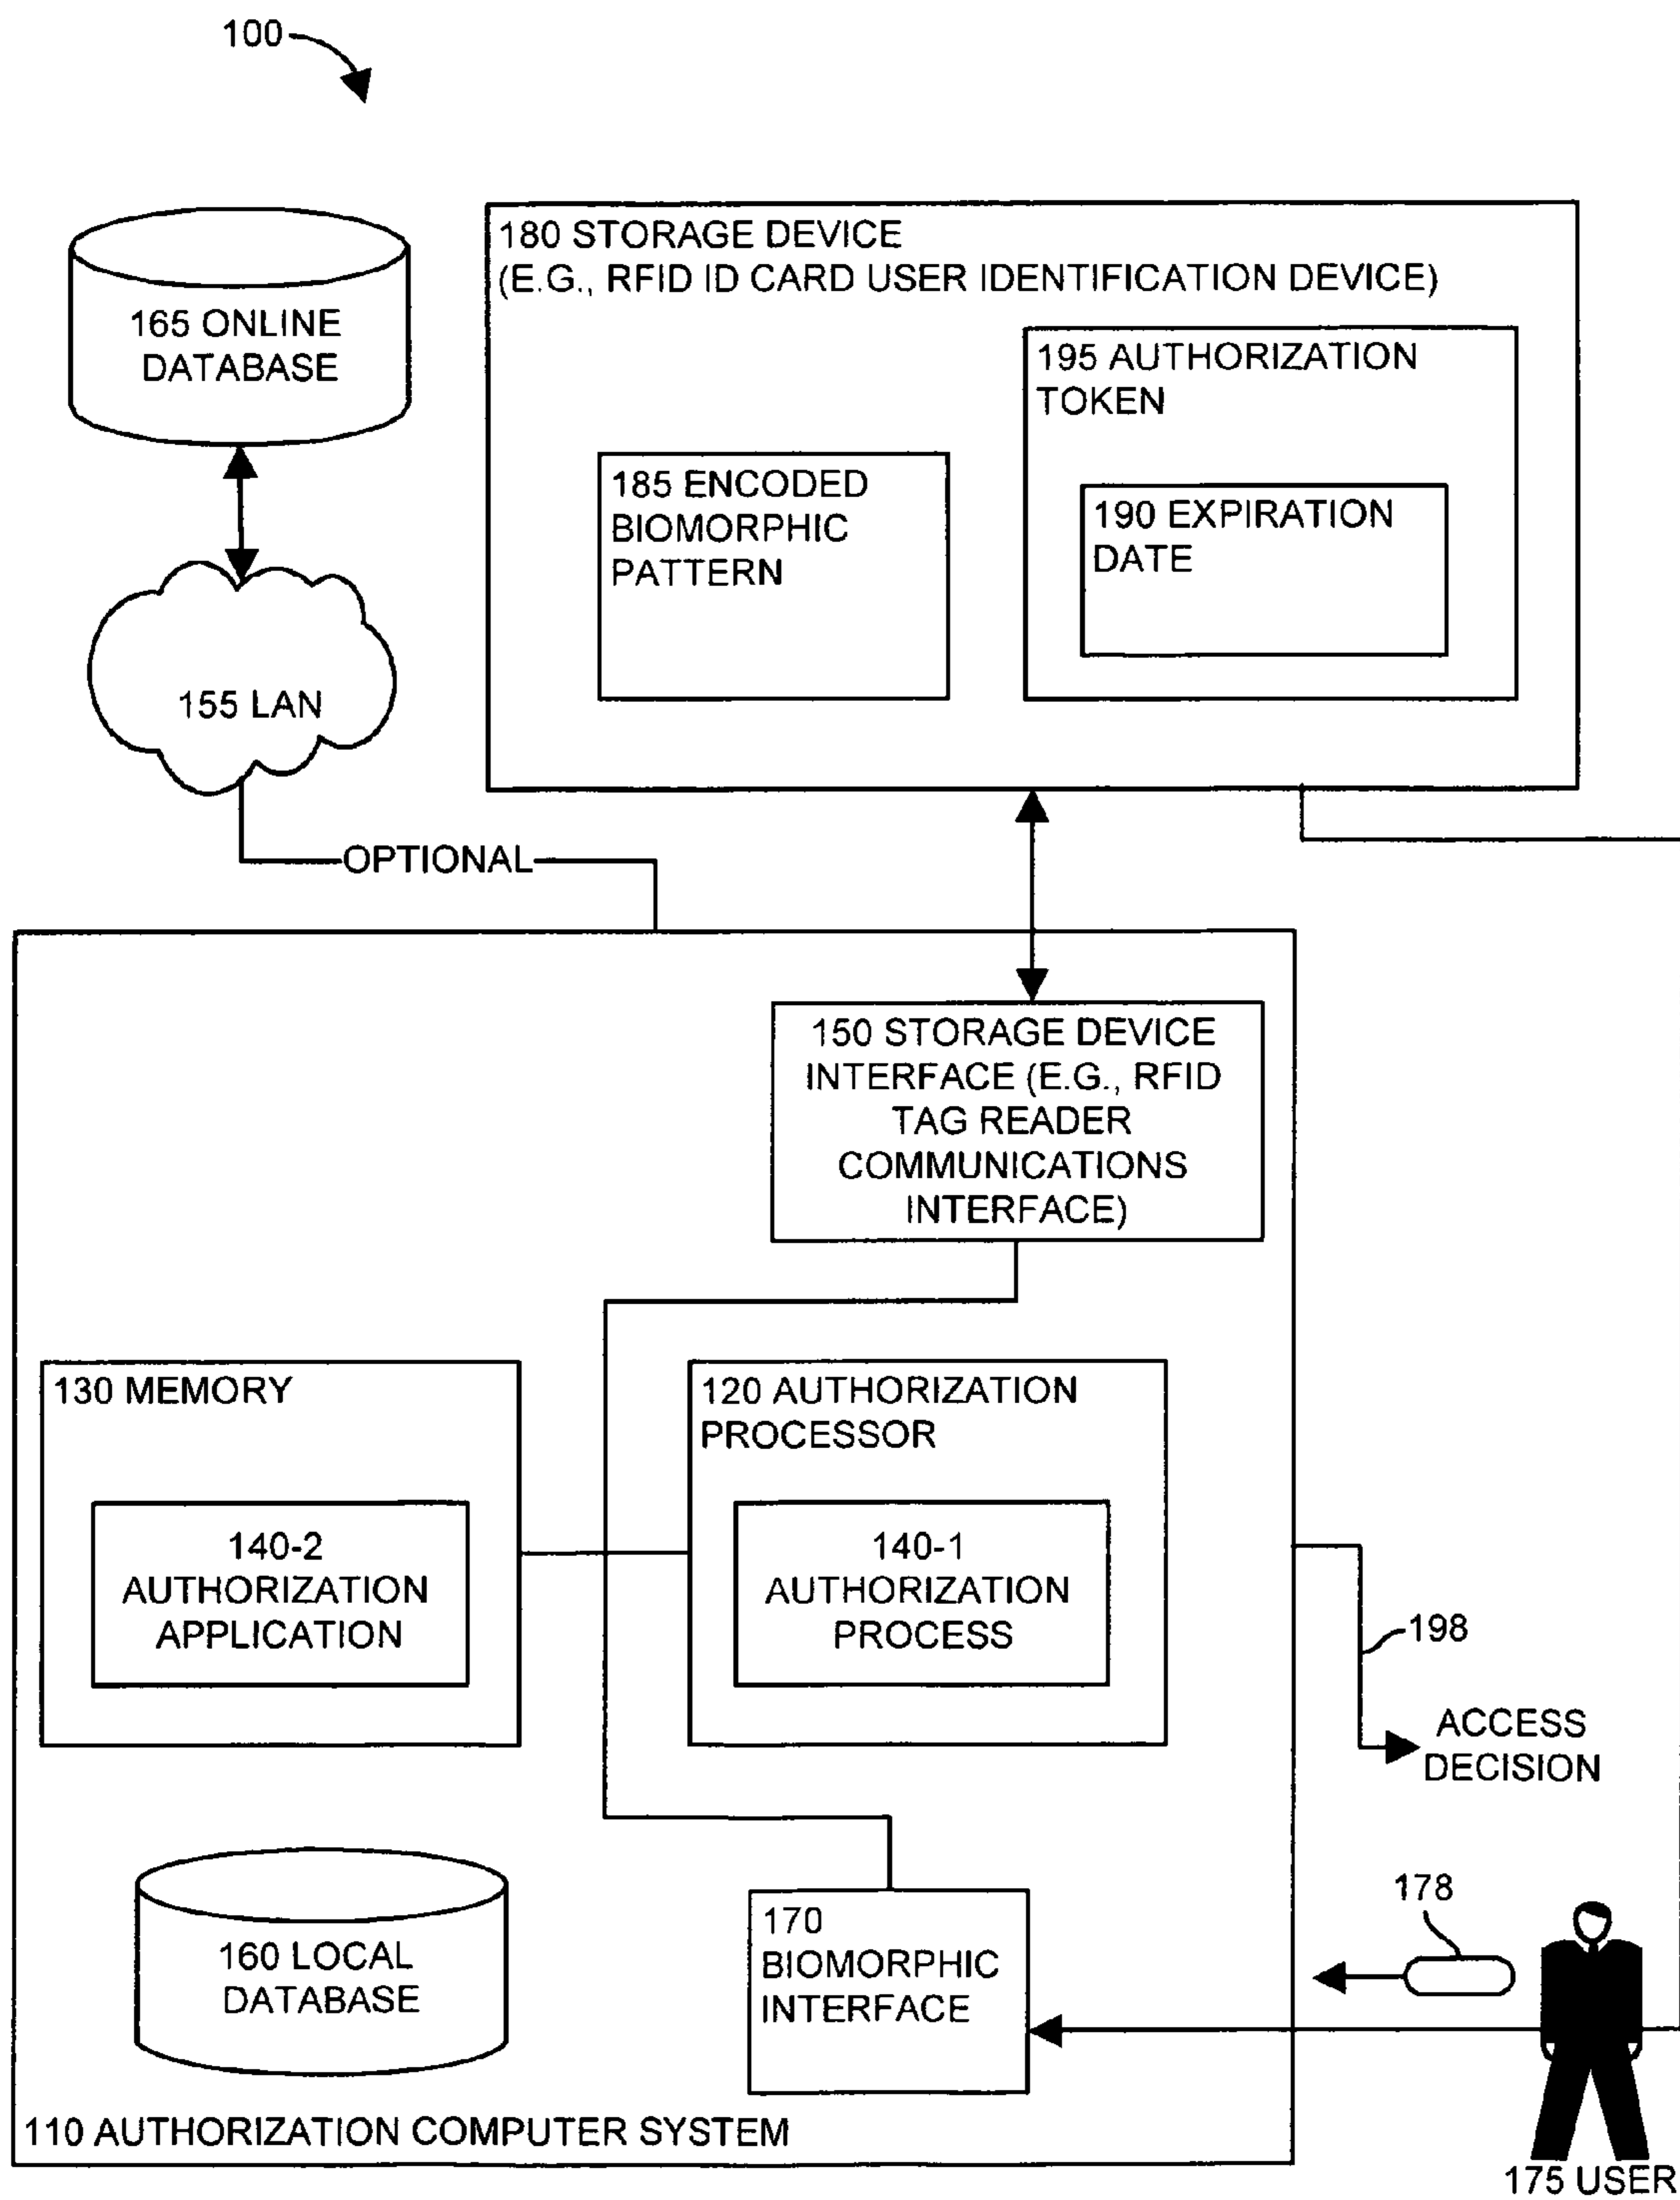 100
180 STORAGE DEVICE
(E.G., RFID ID CARD USER IDENTIFICATION DEVICE)
165 ONLINE
DATABASE
195 AUTHORIZATION
TOKEN
185 ENCODED
BIOMORPHIC
PATTERN
190 EXPIRATION
DATE
155 LAN
OPTIONAL
150 STORAGE DEVICE
INTERFACE (E.G., RFID
TAG READER
COMMUNICATIONS
INTERFACE)
130 MEMORY
120 AUTHORIZATION
PROCESSOR
140-2
AUTHORIZATION
APPLICATION
140-1
AUTHORIZATION
PROCESS
198
ACCESS
DECISION
178
170
BIOMORPHIC
INTERFACE
160 LOCAL
DATABASE
110 AUTHORIZATION COMPUTER SYSTEM
175 USER